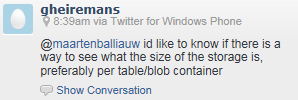 gheiremans
8:39am via Twitter for Windows Phone
@maartenballiauw id like to know if there is a
way to see what the size of the storage is,
preferably per table/blob container
Show Conversation